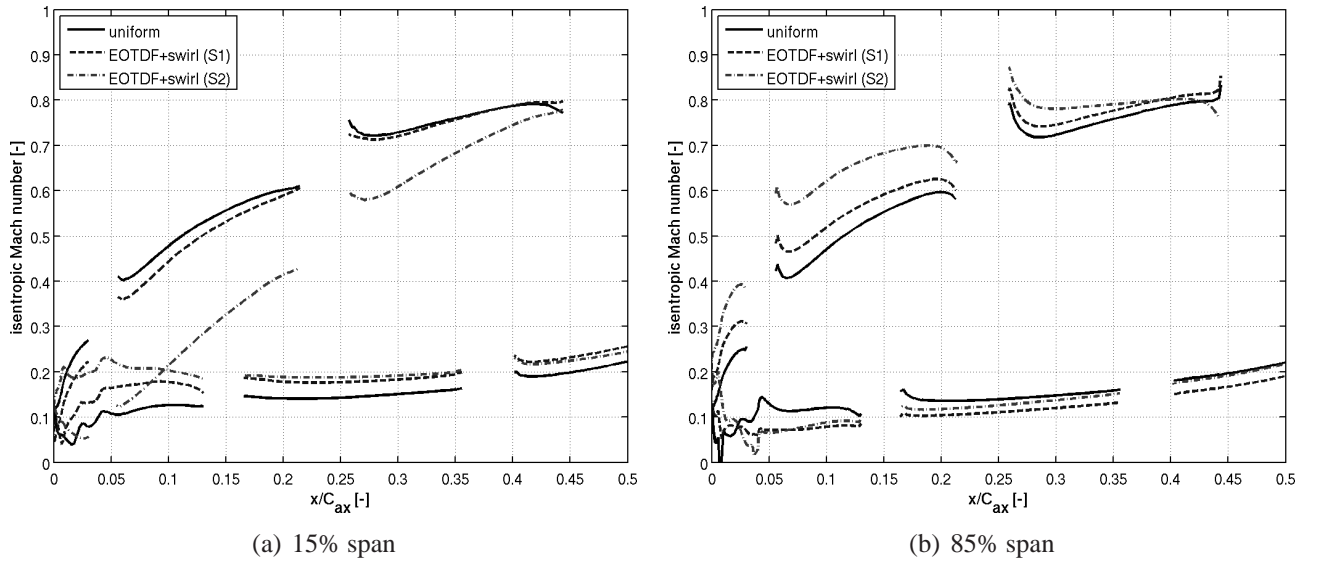 1
0.9
0.8
0.7
0.6
0.5
0.4
0.3
0.2
0.1
0
isentropic Mach number [-]
uniform
EOTDF+swirl (S1)
EOTDF+swirl (S2)
0 0.05 0.1 0.15 0.2 0.25 0.3 0.35 0.4 0.45 0.5
x/Cax [-]
(a) 15% span
1
0.9
0.8
0.7
0.6
0.5
0.4
0.3
0.2
0.1
0
isentropic Mach number [-]
uniform
EOTDF+swirl (S1)
EOTDF+swirl (S2)
0 0.05 0.1 0.15 0.2 0.25 0.3 0.35 0.4 0.45 0.5
x/Cax [-]
(b) 85% span